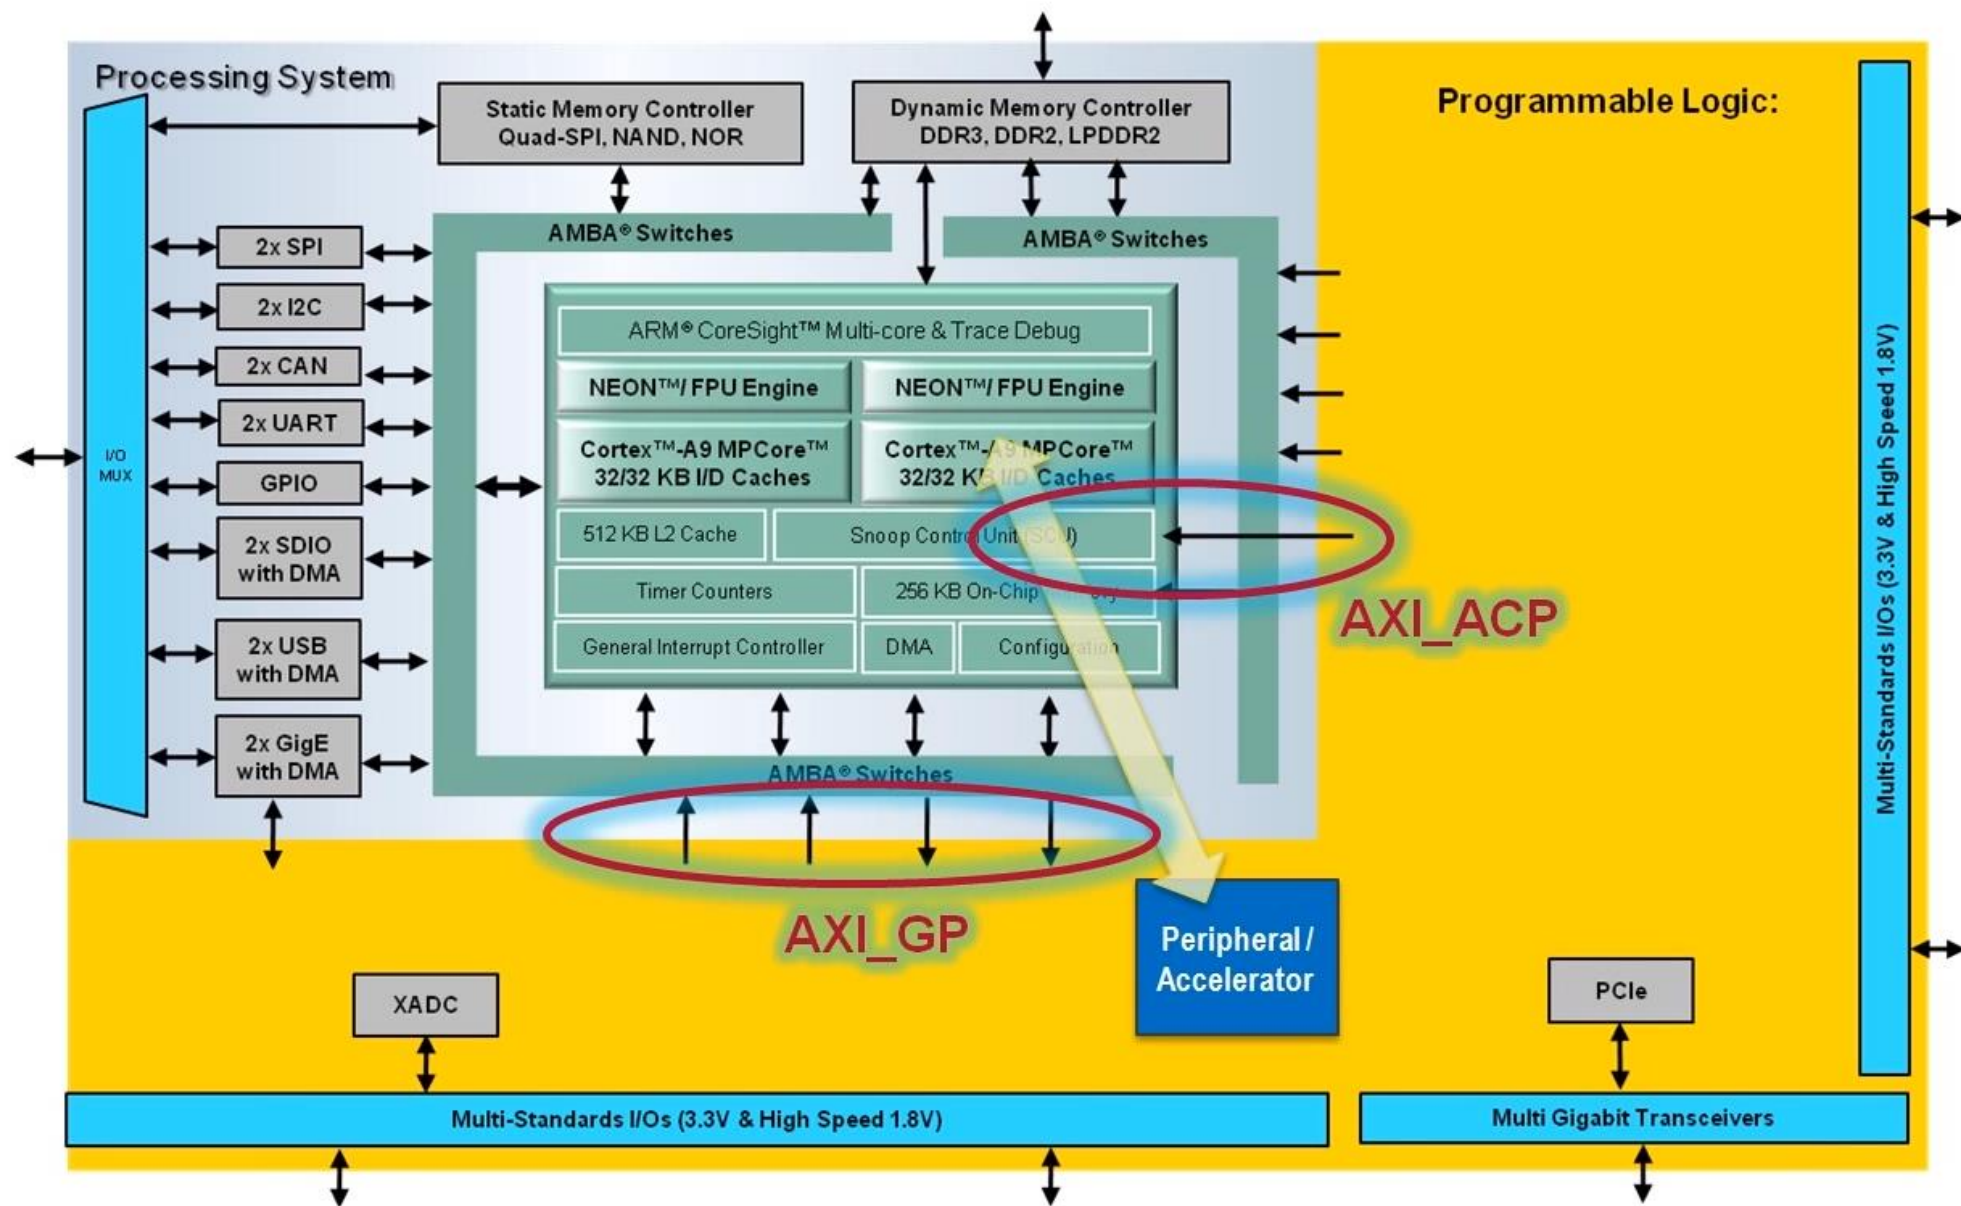 Processing System
Programmable Logic:
Static Memory Controller
Quad-SPI, NAND, NOR
Dynamic Memory Controller
DDR3, DDR2, LPDDR2
AMBA® Switches
AMBA® Switches
2x SPI
2x I2C
2x CAN
2x UART
GPIO
2x SDIO
with DMA
2x USB
with DMA
2x GigE
with DMA
I/O
MUX
ARM® CoreSight™ Multi-core & Trace Debug
NEON™/ FPU Engine
NEON™/ FPU Engine
Cortex™-A9 MPCore™
32/32 KB I/D Caches
Cortex™-A9 MPCore™
32/32 KB I/D Caches
512 KB L2 Cache
Snoop Control Unit (SCU)
Timer Counters
256 KB On-Chip Memory
General Interrupt Controller
DMA
Configuration
AMBA® Switches
AXI_ACP
AXI_GP
Peripheral /
Accelerator
XADC
PCIe
Multi-Standards I/Os (3.3V & High Speed 1.8V)
Multi Gigabit Transceivers
Multi-Standards I/Os (3.3V & High Speed 1.8V)